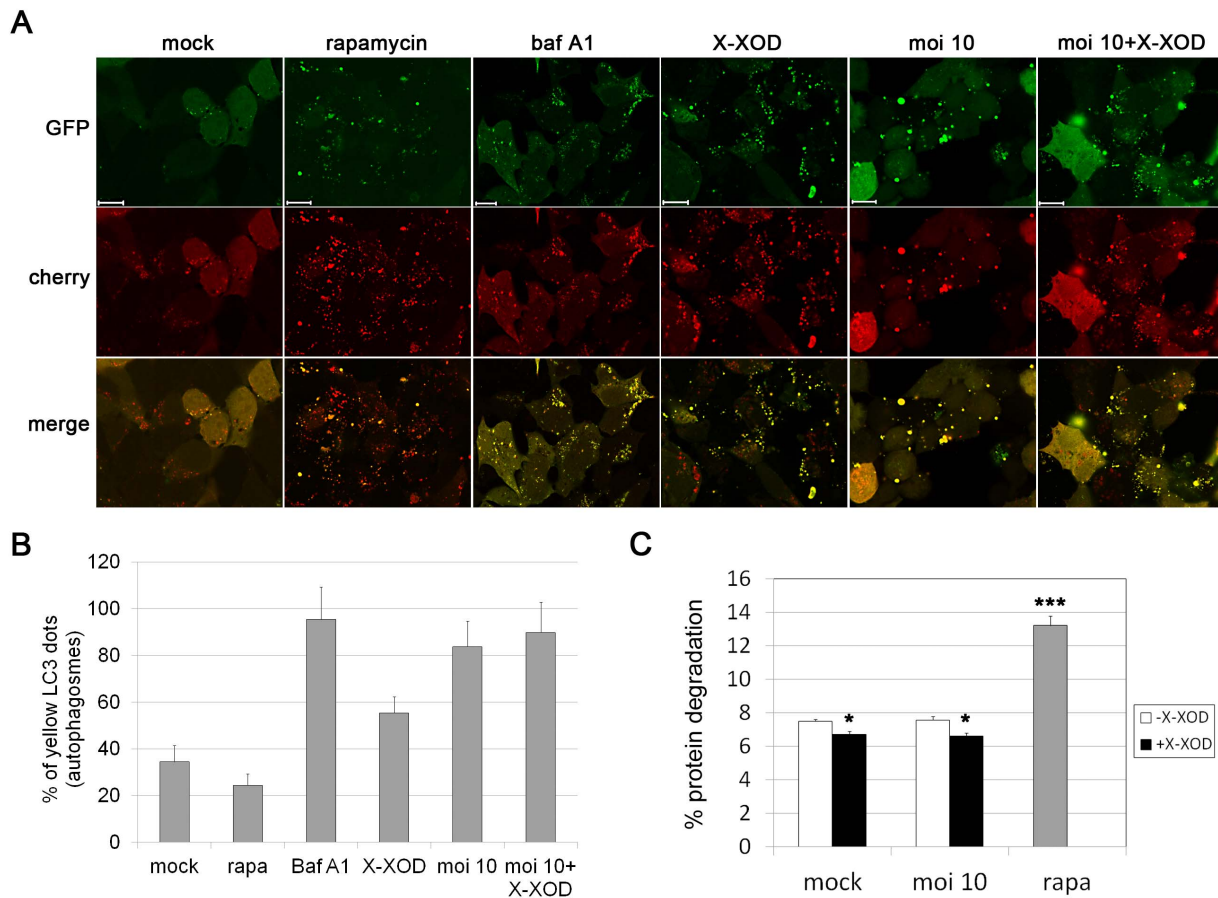 A
mock rapamycin baf A1 X-XOD moi 10 moi 10+X-XOD
GFP
cherry
merge
B
% of yellow LC3 dots
(autophagosmes)
120
100
80
60
40
20
0
mock rapa Baf A1 X-XOD moi 10 moi 10+
X-XOD
C
% protein degradation
16
14
12
10
8
6
4
2
0
* * ***
mock moi 10 rapa
-X-XOD
+X-XOD